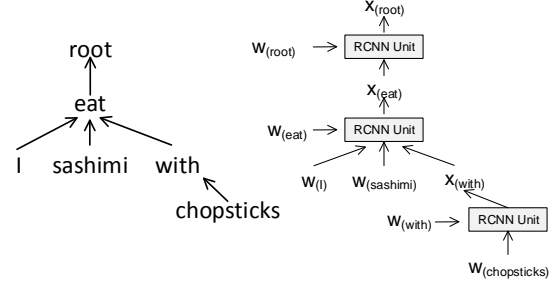 root
eat
I sashimi with
chopsticks
x(root)
w(root) RCNN Unit
x(eat)
w(eat) RCNN Unit
w(I) w(sashimi) x(with)
w(with) RCNN Unit
w(chopsticks)